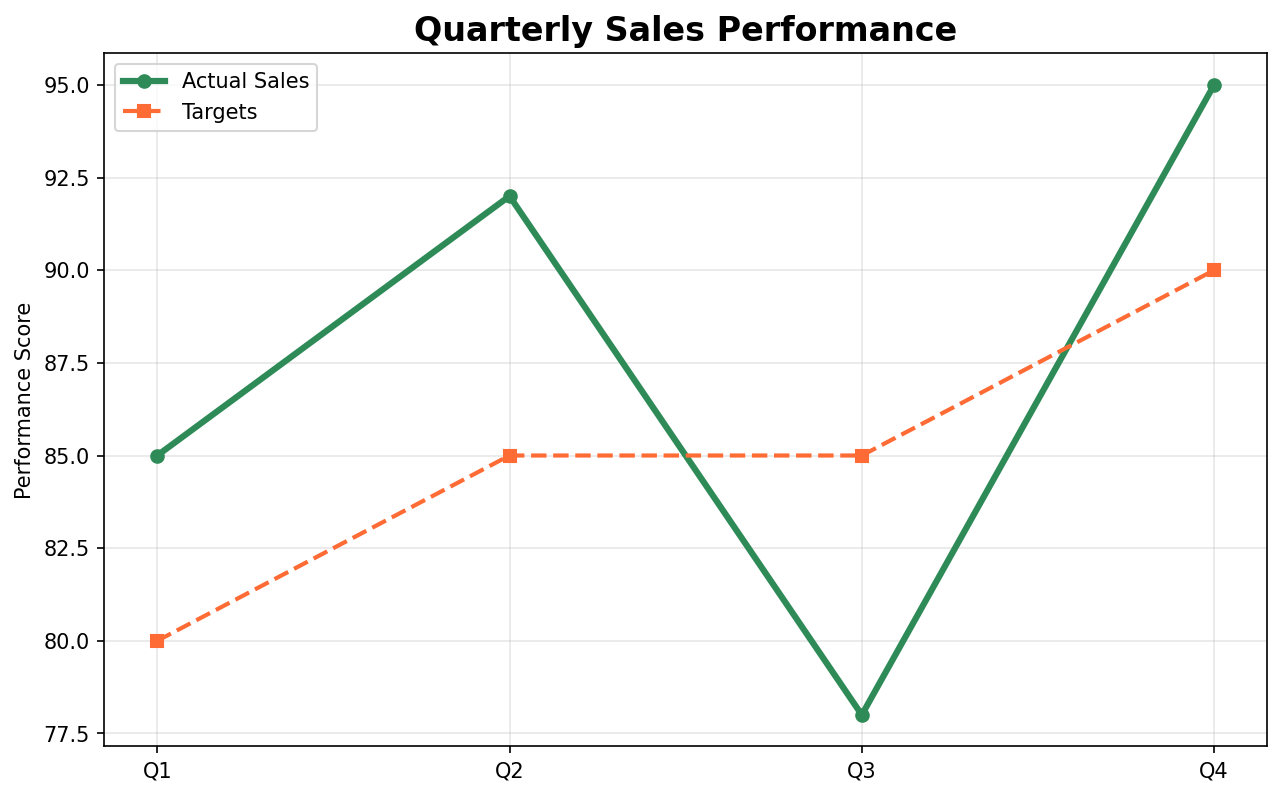 Quarterly Sales Performance
Actual Sales
Targets
Performance Score
95.0
92.5
90.0
87.5
85.0
82.5
80.0
77.5
Q1 Q2 Q3 Q4